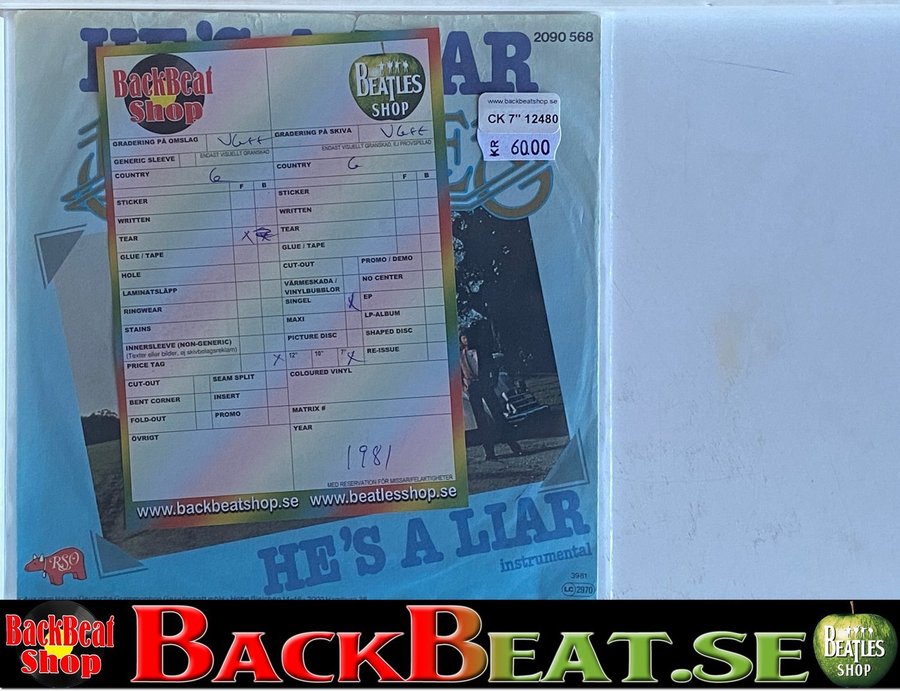 HE'S A LIAR
2090 568
BackBeat Shop
BEATLES SHOP
www.backbeatshop.se
CK 7" 12480
KR 60.00
GRADERING PÅ OMSLAG VG++
GRADERING PÅ SKIVA VG++
ENDAST VISUELLT GRANSKAD
ENDAST VISUELLT GRANSKAD, EJ PROVSPELAD
GENERIC SLEEVE
COUNTRY G
F B
STICKER
WRITTEN
TEAR X
GLUE / TAPE
HOLE
LAMINATSLÄPP
RINGWEAR
STAINS
INNERSLEEVE (NON-GENERIC)
(Texter eller bilder, ej skivbolagsreklam)
PRICE TAG X
CUT-OUT SEAM SPLIT
BENT CORNER INSERT
FOLD-OUT PROMO
ÖVRIGT
COUNTRY G
F B
STICKER
WRITTEN
TEAR
GLUE / TAPE
CUT-OUT PROMO / DEMO
VÄRMESKADA / VINYLBUBBLOR NO CENTER
SINGEL X EP
MAXI LP-ALBUM
PICTURE DISC SHAPED DISC
12" 10" 7" X RE-ISSUE
COLOURED VINYL
MATRIX #
YEAR
1981
MED RESERVATION FÖR MISSAR/FELAKTIGHETER
www.backbeatshop.se www.beatlesshop.se
HE'S A LIAR
instrumental
RSO
39-81
LC 2970
BackBeat Shop
BACKBEAT.SE
BEATLES SHOP